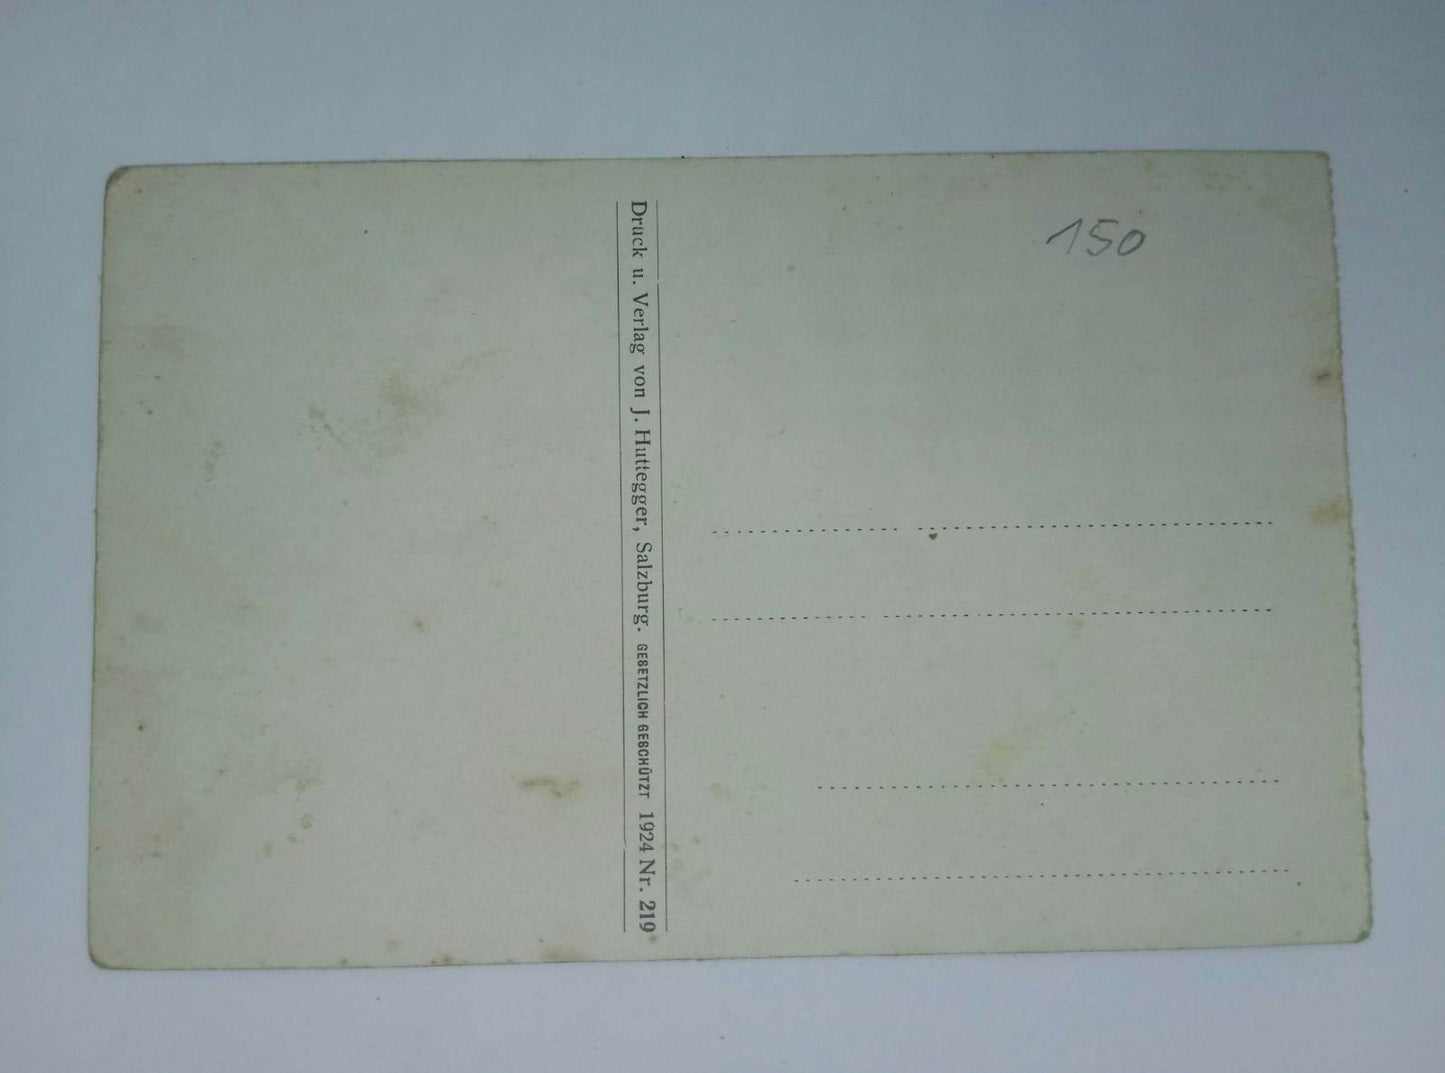 150
Druck u. Verlag von J. Huttegger, Salzburg. GESETZLICH GESCHÜTZT 1924 Nr. 219